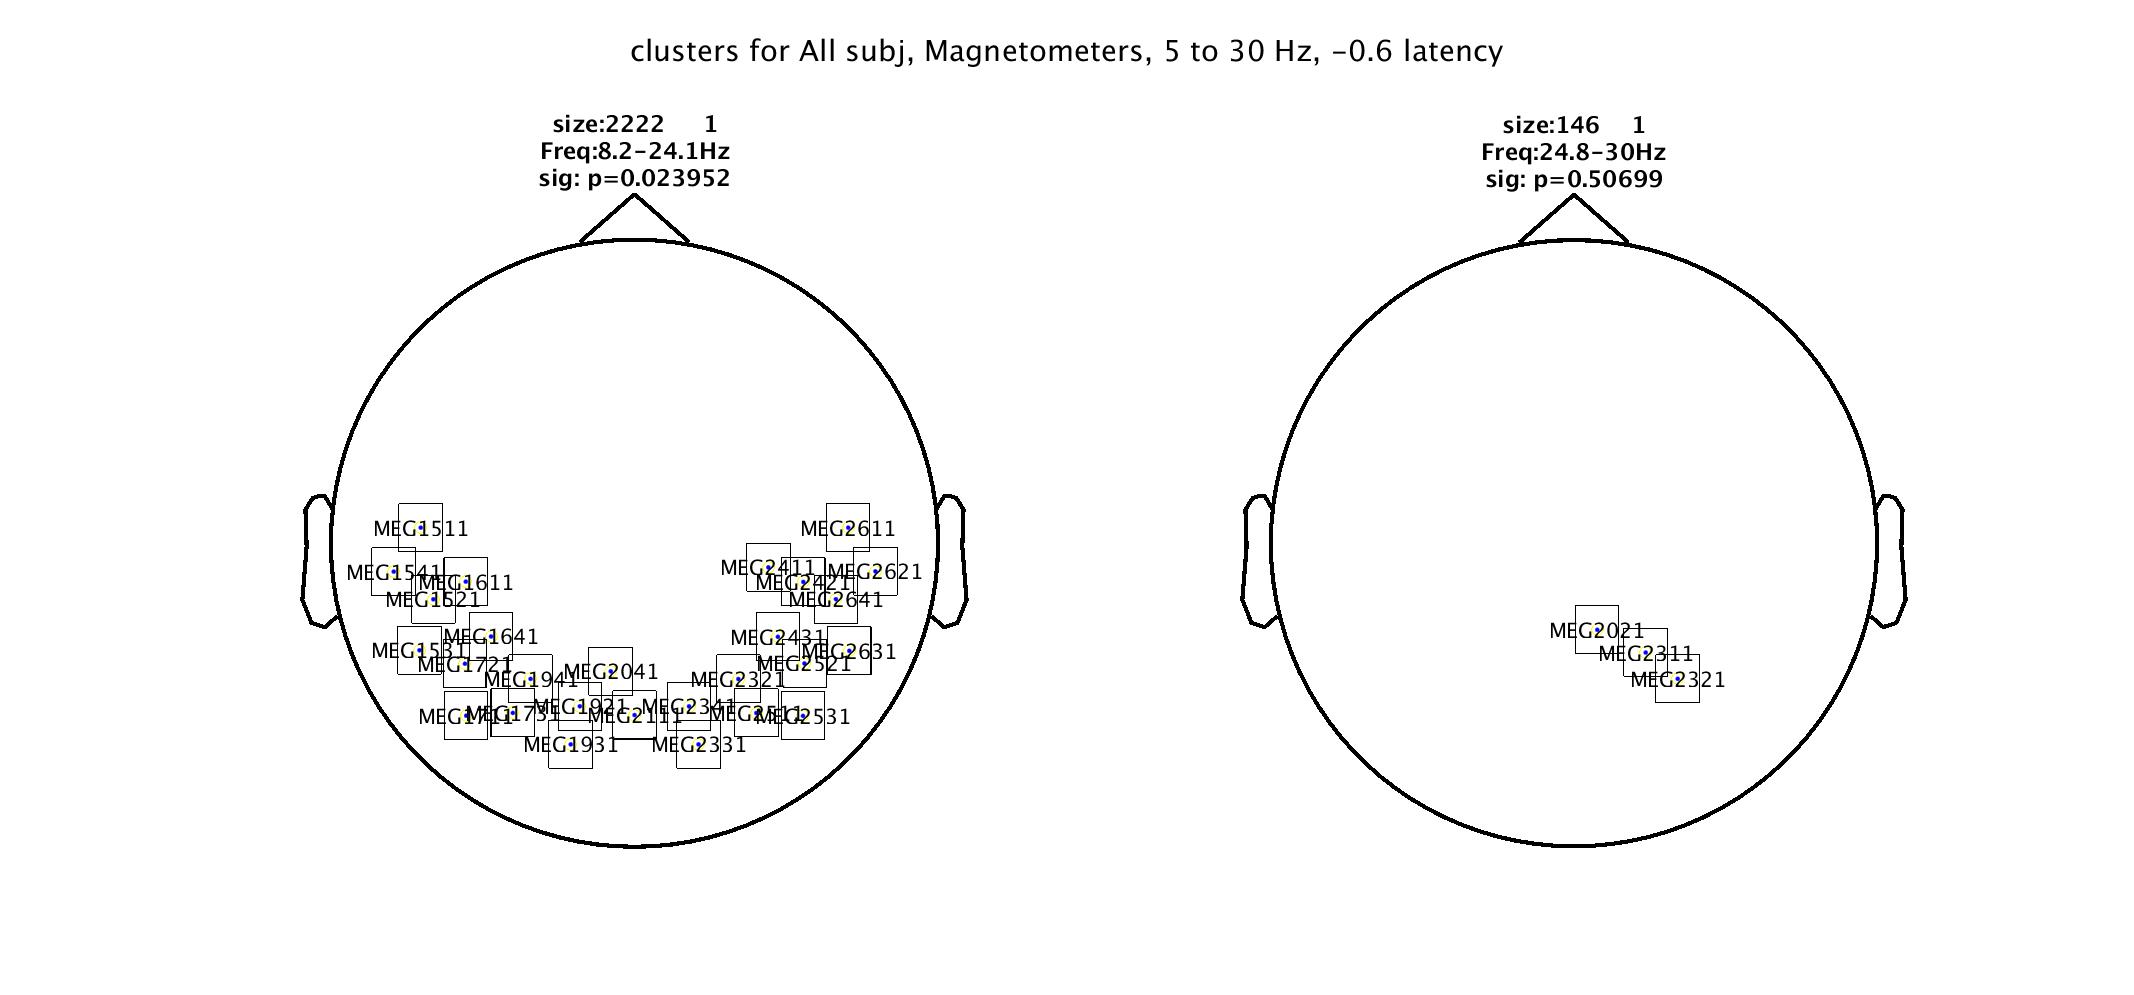 clusters for All subj, Magnetometers, 5 to 30 Hz, −0.6 latency
size:2222 1
Freq:8.2−24.1Hz
sig: p=0.023952
MEG1511
MEG2611
MEG1541
MEG1611
MEG1521
MEG2411
MEG2421
MEG2621
MEG2641
MEG1641
MEG1531
MEG1721
MEG2431
MEG2631
MEG2521
MEG1941
MEG2041
MEG2321
MEG1711
MEG1731
MEG1921
MEG2111
MEG2341
MEG2511
MEG2531
MEG1931
MEG2331
size:146 1
Freq:24.8−30Hz
sig: p=0.50699
MEG2021
MEG2311
MEG2321